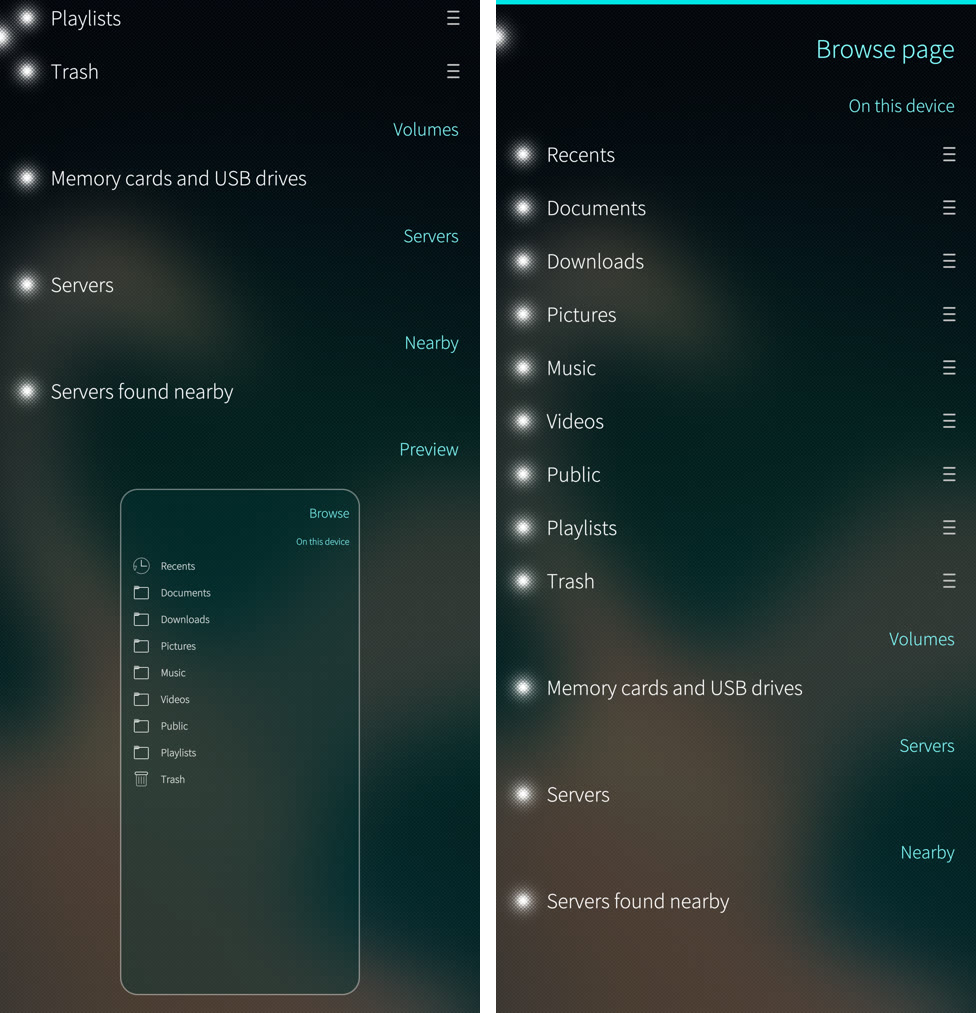 Playlists
Trash
Volumes
Memory cards and USB drives
Servers
Servers
Nearby
Servers found nearby
Preview
Browse
On this device
Recents
Documents
Downloads
Pictures
Music
Videos
Public
Playlists
Trash
Browse page
On this device
Recents
Documents
Downloads
Pictures
Music
Videos
Public
Playlists
Trash
Volumes
Memory cards and USB drives
Servers
Servers
Nearby
Servers found nearby